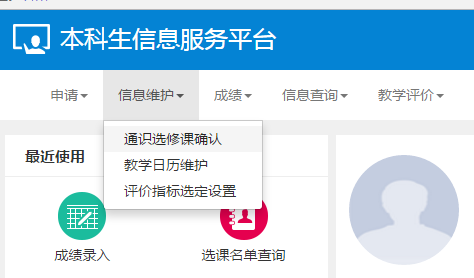 本科生信息服务平台
申请 信息维护 成绩 信息查询 教学评价
通识选修课确认
教学日历维护
评价指标选定设置
最近使用
成绩录入 选课名单查询